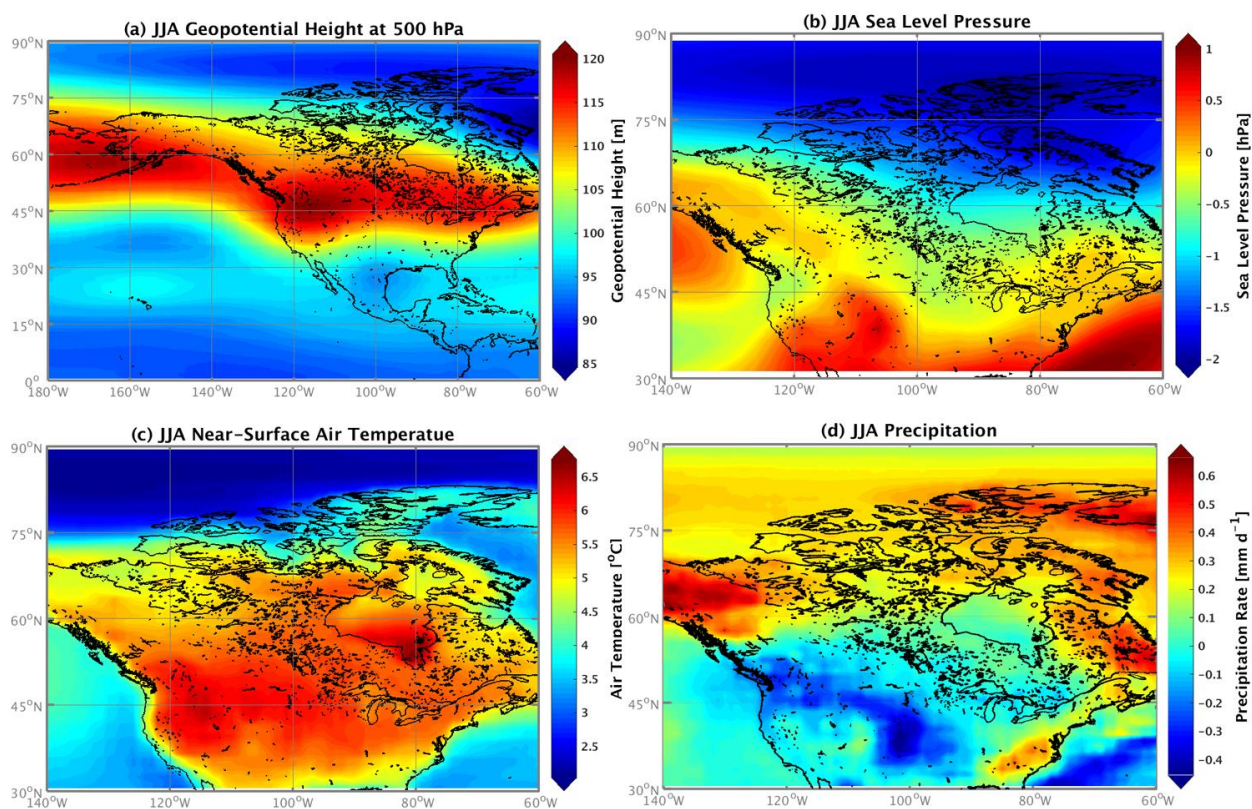 (a) JJA Geopotential Height at 500 hPa
90°N
75°N
60°N
45°N
30°N
15°N
0°
180°W
160°W
140°W
120°W
100°W
80°W
60°W
120
115
110
105
100
95
90
85
Geopotential Height [m]
(b) JJA Sea Level Pressure
90°N
75°N
60°N
45°N
30°N
140°W
120°W
100°W
80°W
60°W
1
0.5
0
−0.5
−1
−1.5
−2
Sea Level Pressure [hPa]
(c) JJA Near−Surface Air Temperatue
90°N
75°N
60°N
45°N
30°N
140°W
120°W
100°W
80°W
60°W
6.5
6
5.5
5
4.5
4
3.5
3
2.5
Air Temperature [°C]
(d) JJA Precipitation
90°N
75°N
60°N
45°N
30°N
140°W
120°W
100°W
80°W
60°W
0.6
0.5
0.4
0.3
0.2
0.1
0
−0.1
−0.2
−0.3
−0.4
Precipitation Rate [mm d⁻¹]